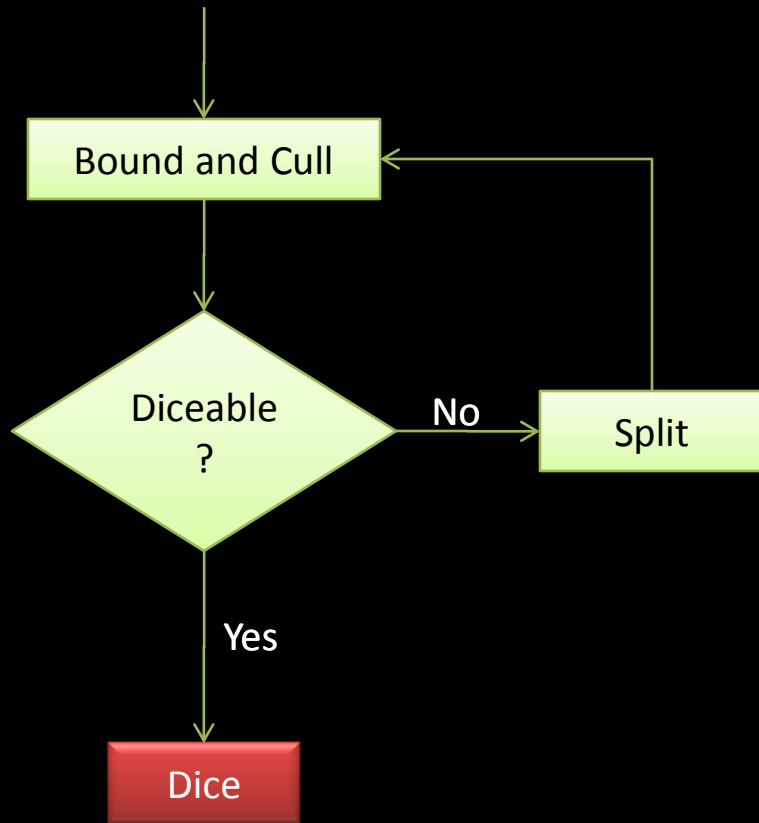 Bound and Cull
Diceable
?
No
Split
Yes
Dice